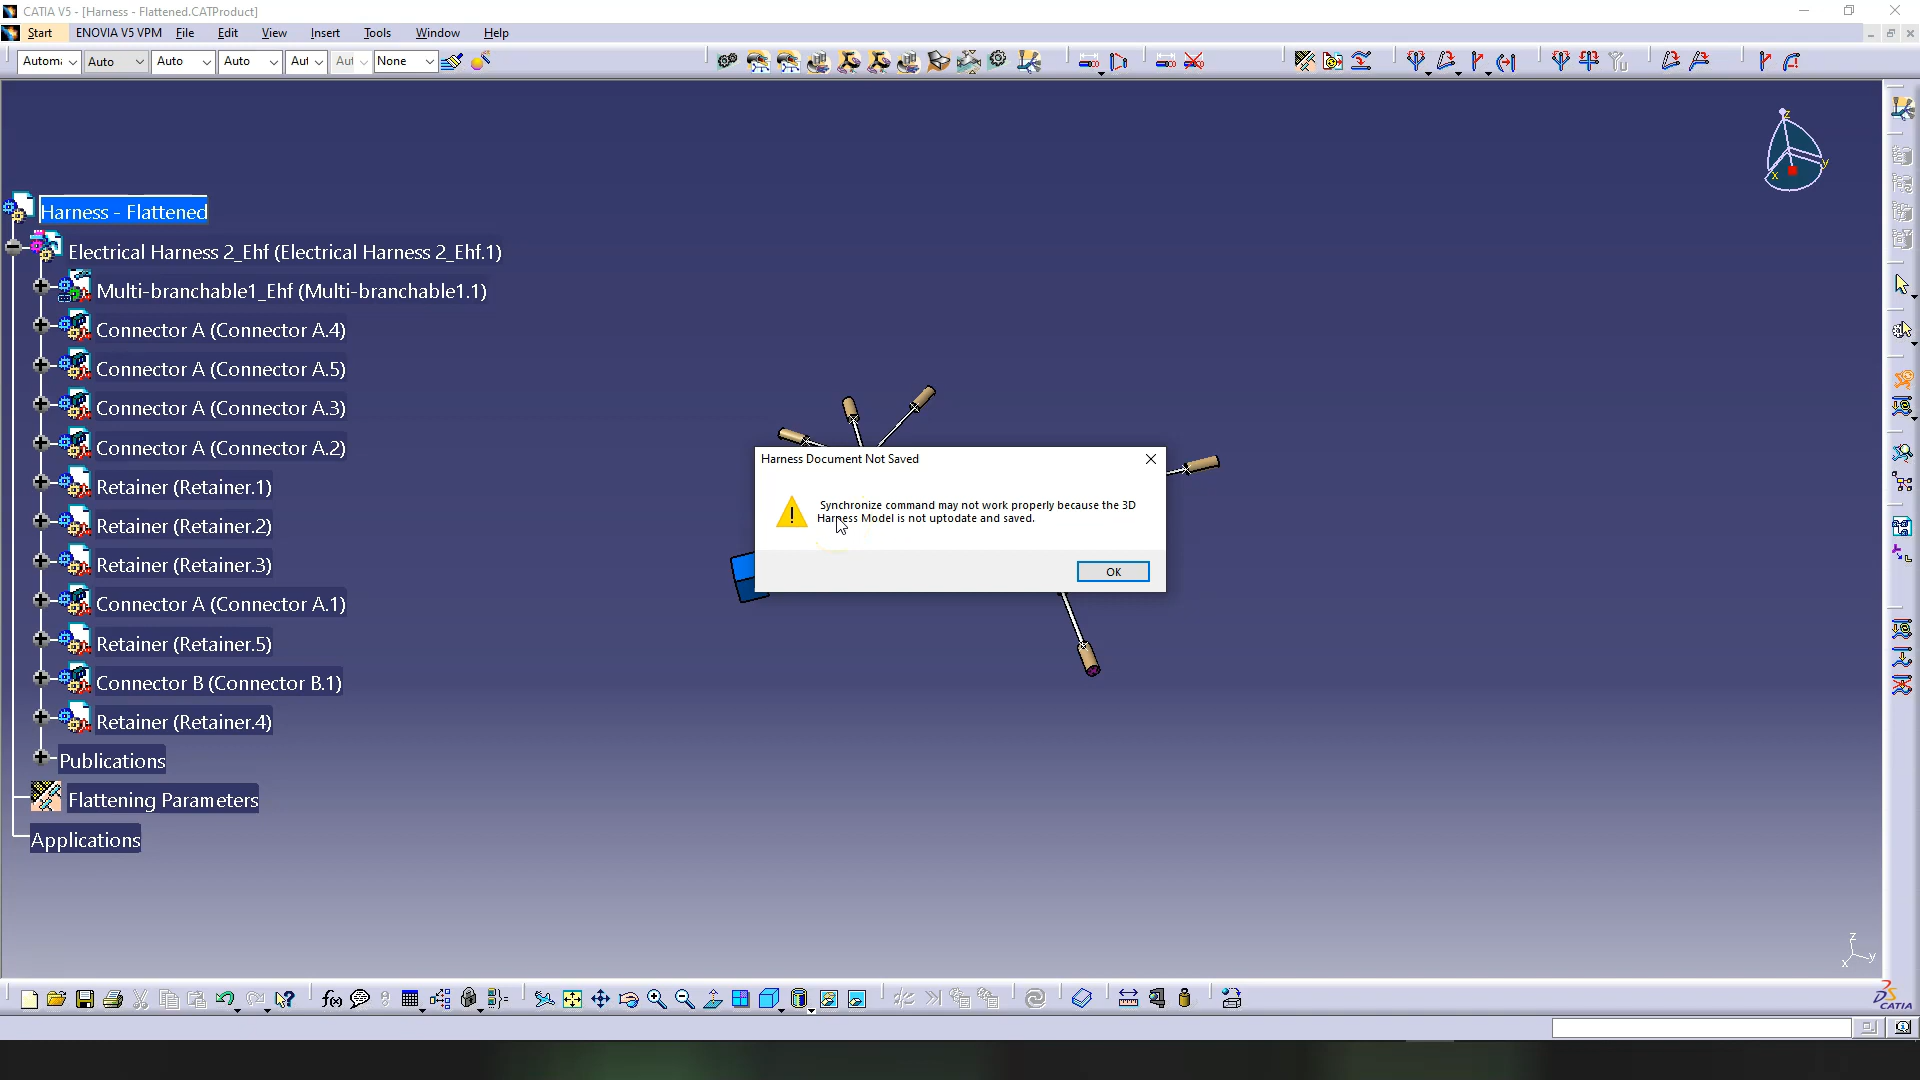 CATIA V5 - [Harness - Flattened.CATProduct]
Start ENOVIA V5 VPM File Edit View Insert Tools Window Help
Automa Auto Auto Auto Aut Aut None
z
y
x
Harness - Flattened
Electrical Harness 2_Ehf (Electrical Harness 2_Ehf.1)
Multi-branchable1_Ehf (Multi-branchable1.1)
Connector A (Connector A.4)
Connector A (Connector A.5)
Connector A (Connector A.3)
Connector A (Connector A.2)
Retainer (Retainer.1)
Retainer (Retainer.2)
Retainer (Retainer.3)
Connector A (Connector A.1)
Retainer (Retainer.5)
Connector B (Connector B.1)
Retainer (Retainer.4)
Publications
Flattening Parameters
Applications
Harness Document Not Saved
Synchronize command may not work properly because the 3D
Harness Model is not uptodate and saved.
OK
z
x
y
f(x)
CATIA